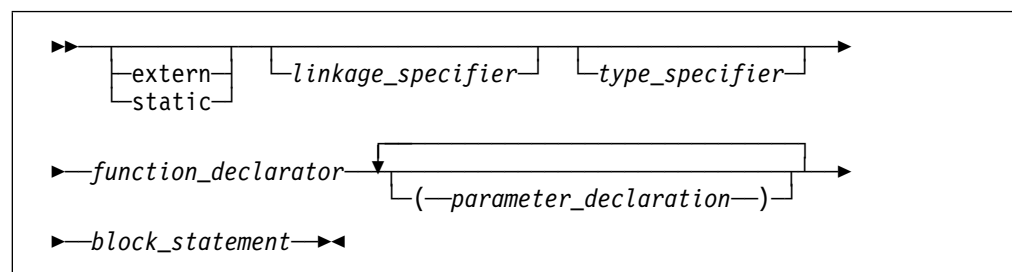 extern linkage_specifier type_specifier
static
function_declarator ( parameter_declaration )
block_statement